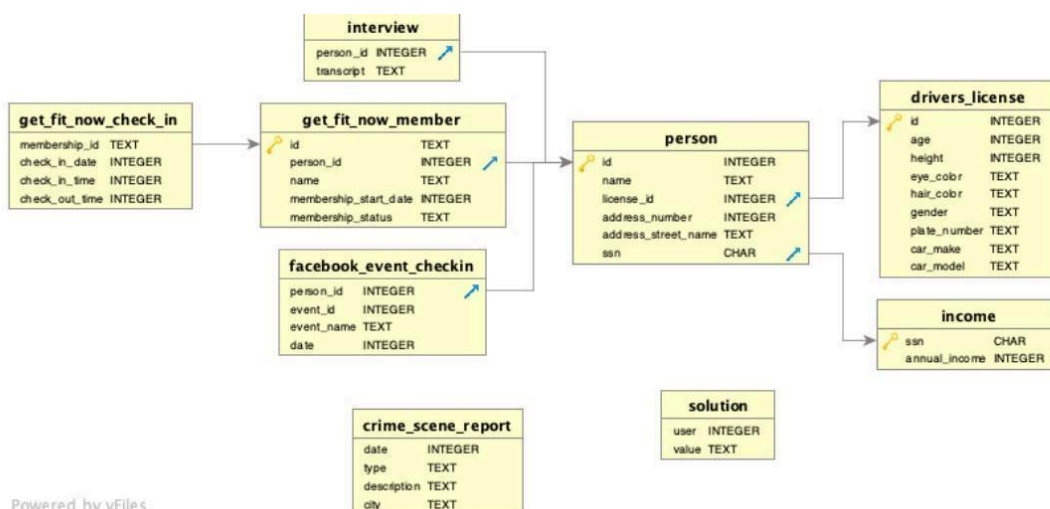 interview
person_id INTEGER
transcript TEXT
get_fit_now_check_in
membership_id TEXT
check_in_date INTEGER
check_in_time INTEGER
check_out_time INTEGER
get_fit_now_member
id TEXT
person_id INTEGER
name TEXT
membership_start_date INTEGER
membership_status TEXT
facebook_event_checkin
person_id INTEGER
event_id INTEGER
event_name TEXT
date INTEGER
person
id INTEGER
name TEXT
license_id INTEGER
address_number INTEGER
address_street_name TEXT
ssn CHAR
drivers_license
id INTEGER
age INTEGER
height INTEGER
eye_color TEXT
hair_color TEXT
gender TEXT
plate_number TEXT
car_make TEXT
car_model TEXT
income
ssn CHAR
annual_income INTEGER
solution
user INTEGER
value TEXT
crime_scene_report
date INTEGER
type TEXT
description TEXT
city TEXT
Powered by yFiles